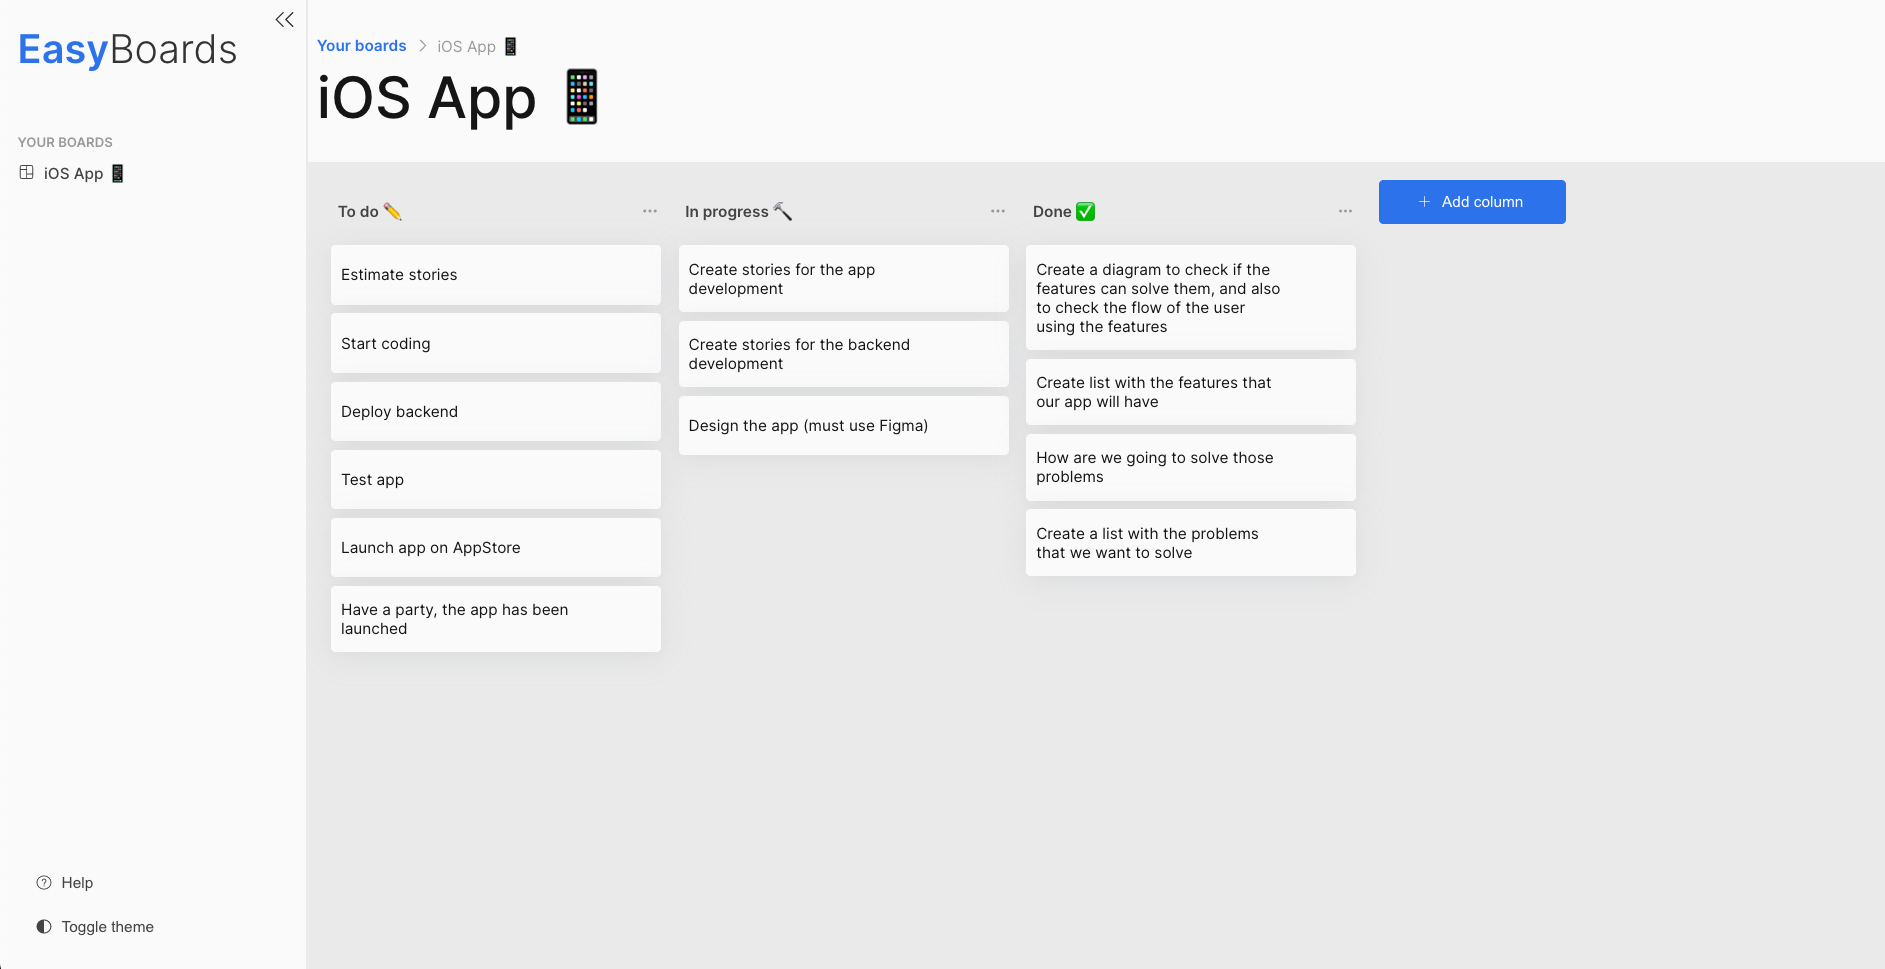 EasyBoards
YOUR BOARDS
iOS App 📱
Help
Toggle theme
Your boards > iOS App 📱
iOS App 📱
To do ✏️
Estimate stories
Start coding
Deploy backend
Test app
Launch app on AppStore
Have a party, the app has been
launched
In progress 🔨
Create stories for the app
development
Create stories for the backend
development
Design the app (must use Figma)
Done ✅
Create a diagram to check if the
features can solve them, and also
to check the flow of the user
using the features
Create list with the features that
our app will have
How are we going to solve those
problems
Create a list with the problems
that we want to solve
+ Add column